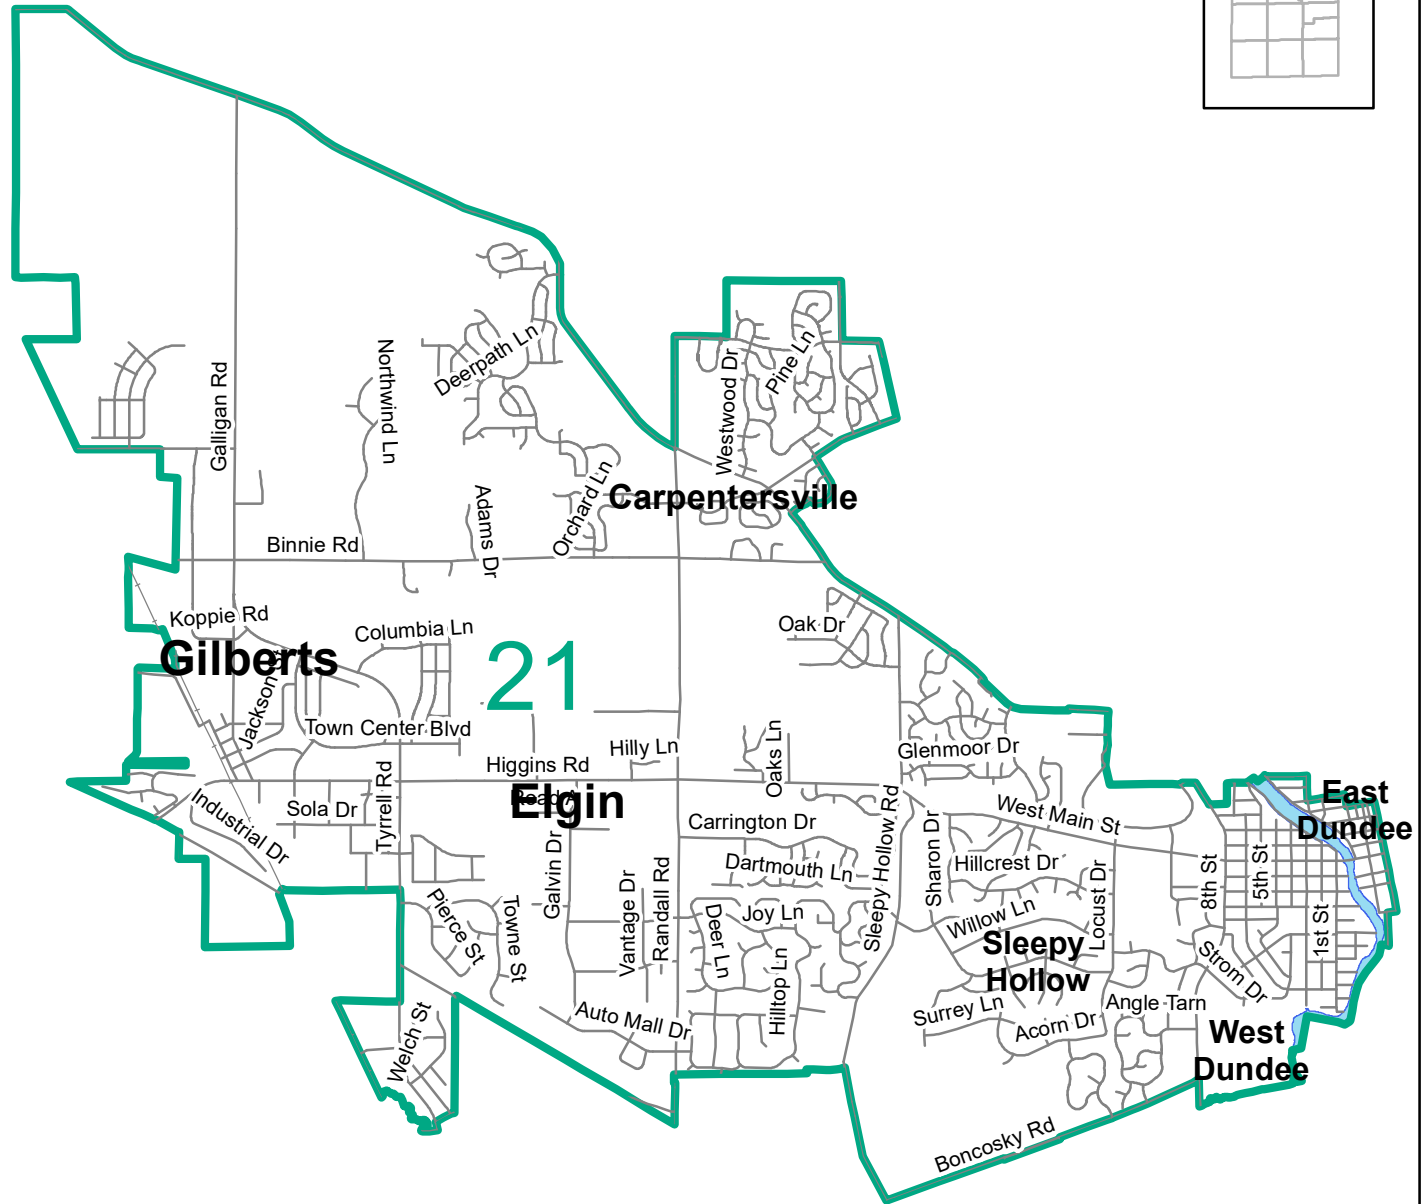 Deerpath Ln
Northwind Ln
Galligan Rd
Westwood Dr
Pine Ln
Orchard Ln
Carpentersville
Adams Dr
Binnie Rd
Koppie Rd
Columbia Ln
Oak Dr
Gilberts
21
Jackson St
Town Center Blvd
Hilly Ln
Oaks Ln
Glenmoor Dr
Higgins Rd
Tyrrell Rd
Road A
Elgin
East
Dundee
Industrial Dr
Sola Dr
Carrington Dr
Sleepy Hollow Rd
West Main St
Sharon Dr
Hillcrest Dr
Dartmouth Ln
Galvin Dr
Vantage Dr
Randall Rd
Locust Dr
8th St
5th St
1st St
Pierce St
Towne St
Deer Ln
Joy Ln
Willow Ln
Sleepy
Hollow
Strom Dr
Hilltop Ln
Surrey Ln
Acorn Dr
Angle Tarn
Auto Mall Dr
Welch St
West
Dundee
Boncosky Rd